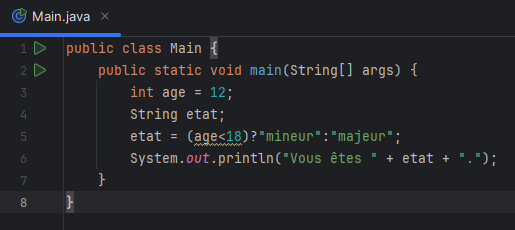 Main.java
1 public class Main {
2 public static void main(String[] args) {
3 int age = 12;
4 String etat;
5 etat = (age<18)?"mineur":"majeur";
6 System.out.println("Vous êtes " + etat + ".");
7 }
8 }